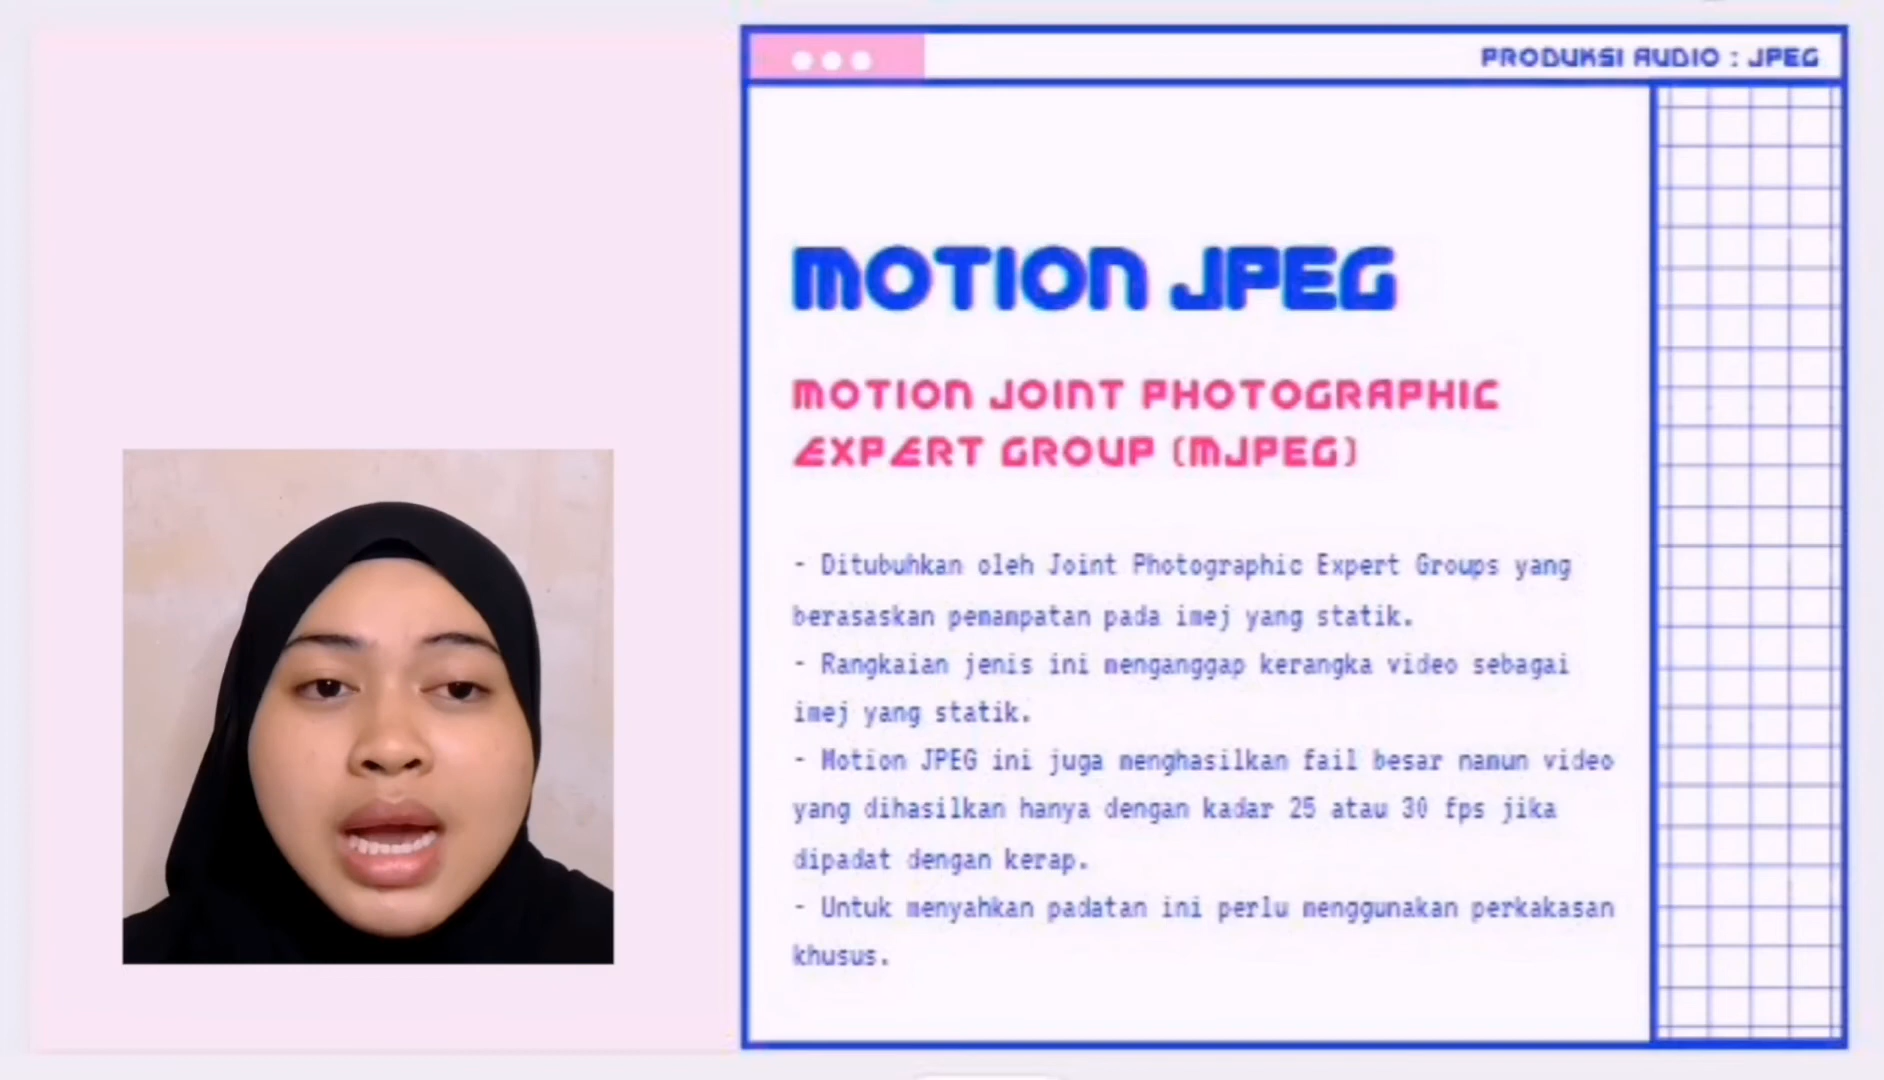 PRODUKSI AUDIO : JPEG
MOTION JPEG
MOTION JOINT PHOTOGRAPHIC
EXPERT GROUP (MJPEG)
- Ditubuhkan oleh Joint Photographic Expert Groups yang
berasaskan pemampatan pada imej yang statik.
- Rangkaian jenis ini menganggap kerangka video sebagai
imej yang statik.
- Motion JPEG ini juga menghasilkan fail besar namun video
yang dihasilkan hanya dengan kadar 25 atau 30 fps jika
dipadat dengan kerap.
- Untuk menyahkan padatan ini perlu menggunakan perkakasan
khusus.